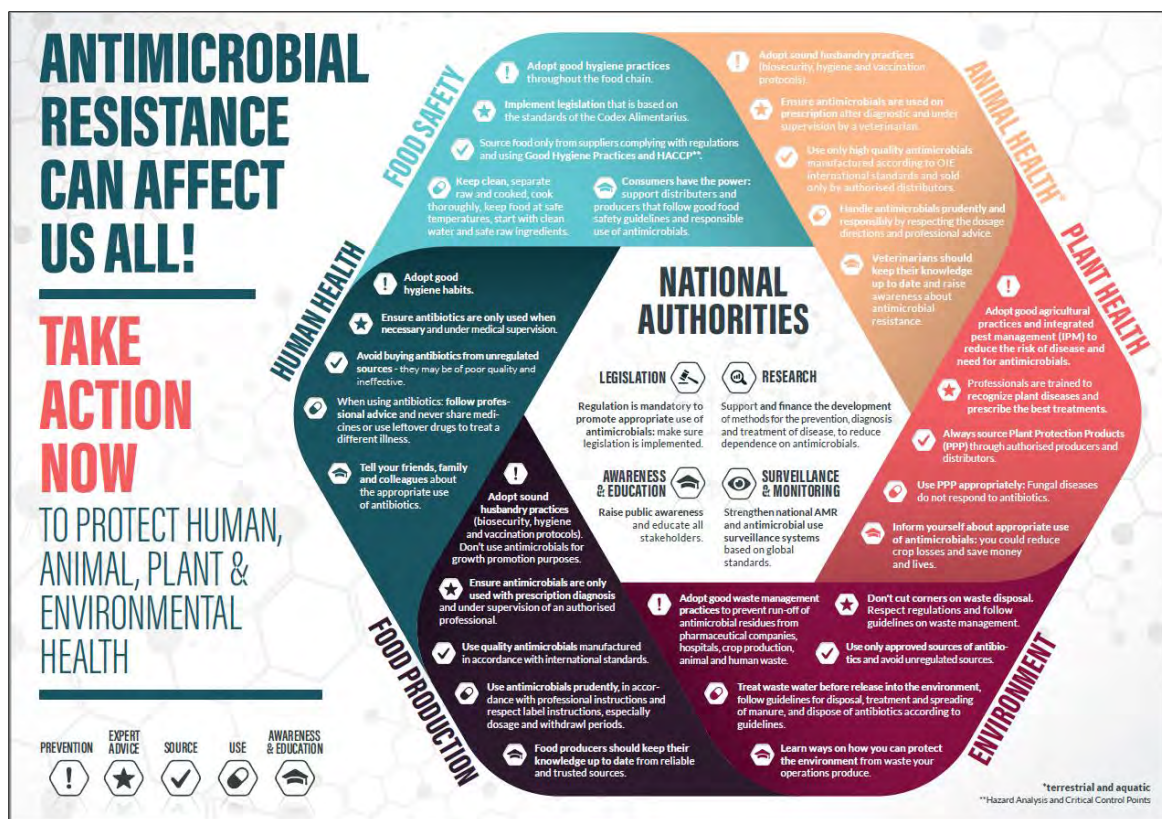 ANTIMICROBIAL
RESISTANCE
CAN AFFECT
US ALL!
TAKE
ACTION
NOW
TO PROTECT HUMAN,
ANIMAL, PLANT &
ENVIRONMENTAL
HEALTH
PREVENTION
EXPERT
ADVICE
SOURCE
USE
AWARENESS
& EDUCATION
FOOD SAFETY
Adopt good hygiene practices
throughout the food chain.
Implement legislation that is based on
the standards of the Codex Alimentarius.
Source food only from suppliers complying with regulations
and using Good Hygiene Practices and HACCP**.
Keep clean, separate
raw and cooked, cook
thoroughly, keep food at safe
temperatures, start with clean
water and safe raw ingredients.
Consumers have the power:
support distributers and
producers that follow good food
safety guidelines and responsible
use of antimicrobials.
ANIMAL HEALTH*
Adopt sound husbandry practices
(biosecurity, hygiene and vaccination
protocols).
Ensure antimicrobials are used on
prescription after diagnostic and under
supervision by a veterinarian.
Use only high quality antimicrobials
manufactured according to OIE
international standards and sold
only by authorised distributors.
Handle antimicrobials prudently and
responsibly by respecting the dosage
directions and professional advice.
Veterinarians should
keep their knowledge
up to date and raise
awareness about
antimicrobial
resistance.
HUMAN HEALTH
Adopt good
hygiene habits.
Ensure antibiotics are only used when
necessary and under medical supervision.
Avoid buying antibiotics from unregulated
sources - they may be of poor quality and
ineffective.
When using antibiotics: follow profes-
sional advice and never share medi-
cines or use leftover drugs to treat a
different illness.
Tell your friends, family
and colleagues about
the appropriate use
of antibiotics.
NATIONAL
AUTHORITIES
LEGISLATION
Regulation is mandatory to
promote appropriate use of
antimicrobials: make sure
legislation is implemented.
RESEARCH
Support and finance the development
of methods for the prevention, diagnosis
and treatment of disease, to reduce
dependence on antimicrobials.
AWARENESS
& EDUCATION
Raise public awareness
and educate all
stakeholders.
SURVEILLANCE
& MONITORING
Strengthen national AMR
and antimicrobial use
surveillance systems
based on global
standards.
PLANT HEALTH
Adopt good agricultural
practices and integrated
pest management (IPM) to
reduce the risk of disease and
need for antimicrobials.
Professionals are trained to
recognize plant diseases and
prescribe the best treatments.
Always source Plant Protection Products
(PPP) through authorised producers and
distributors.
Use PPP appropriately: Fungal diseases
do not respond to antibiotics.
Inform yourself about appropriate use
of antimicrobials: you could reduce
crop losses and save money
and lives.
FOOD PRODUCTION
Adopt sound
husbandry practices
(biosecurity, hygiene
and vaccination protocols).
Don't use antimicrobials for
growth promotion purposes.
Ensure antimicrobials are only
used with prescription diagnosis
and under supervision of an authorised
professional.
Use quality antimicrobials manufactured
in accordance with international standards.
Use antimicrobials prudently, in accor-
dance with professional instructions and
respect label instructions, especially
dosage and withdrawl periods.
Food producers should keep their
knowledge up to date from reliable
and trusted sources.
ENVIRONMENT
Adopt good waste management
practices to prevent run-off of
antimicrobial residues from
pharmaceutical companies,
hospitals, crop production,
animal and human waste.
Don't cut corners on waste disposal.
Respect regulations and follow
guidelines on waste management.
Use only approved sources of antibio-
tics and avoid unregulated sources.
Treat waste water before release into the environment,
follow guidelines for disposal, treatment and spreading
of manure, and dispose of antibiotics according to
guidelines.
Learn ways on how you can protect
the environment from waste your
operations produce.
*terrestrial and aquatic
**Hazard Analysis and Critical Control Points